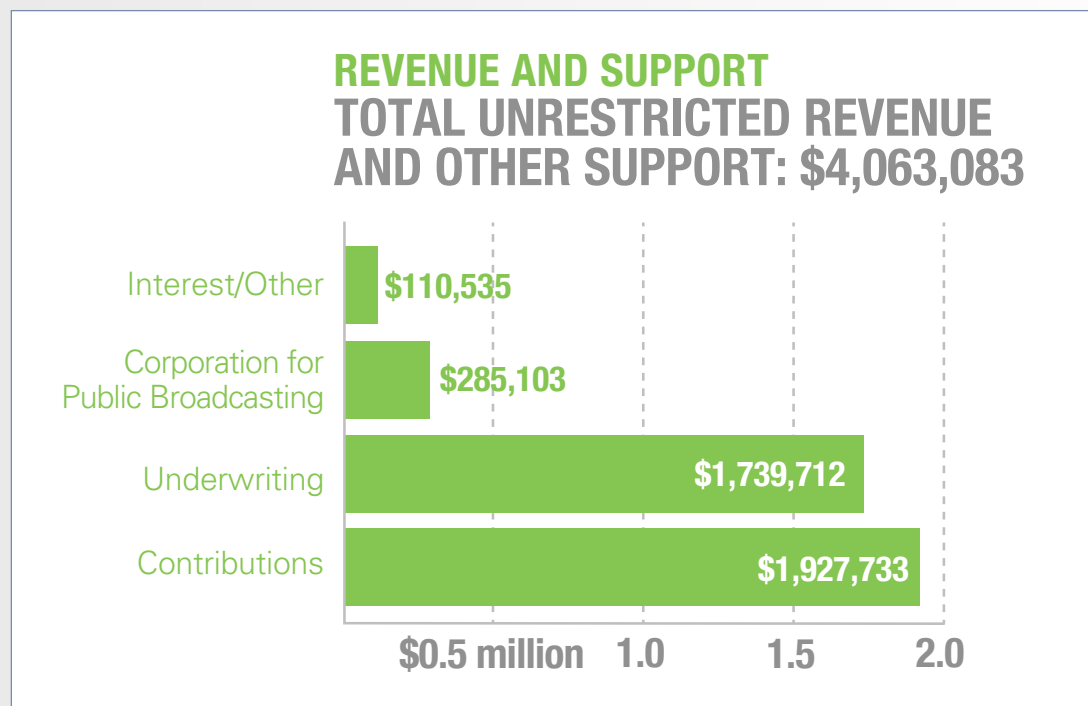 REVENUE AND SUPPORT
TOTAL UNRESTRICTED REVENUE
AND OTHER SUPPORT: $4,063,083
Interest/Other
$110,535
Corporation for
Public Broadcasting
$285,103
Underwriting
$1,739,712
Contributions
$1,927,733
$0.5 million 1.0 1.5 2.0